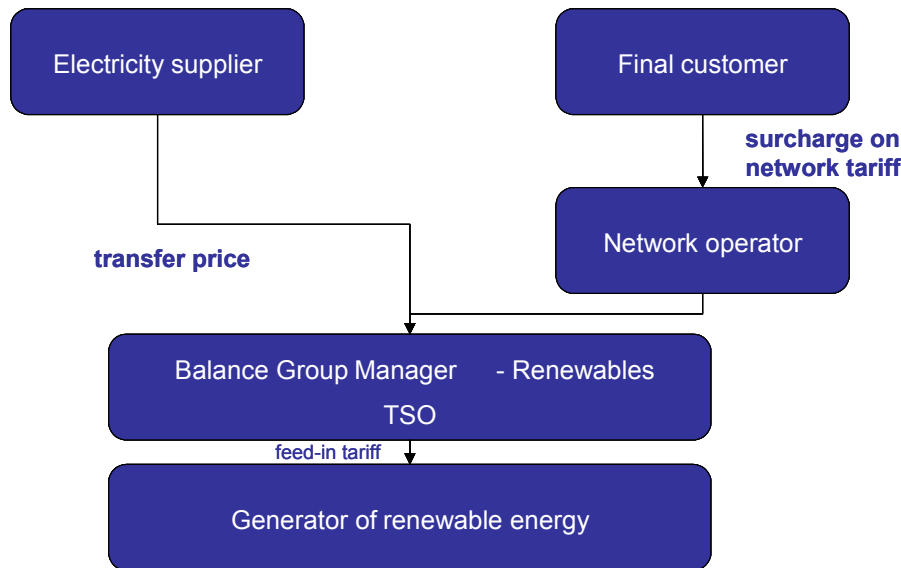 Electricity supplier
Final customer
surcharge on
network tariff
Network operator
transfer price
Balance Group Manager - Renewables
TSO
feed-in tariff
Generator of renewable energy